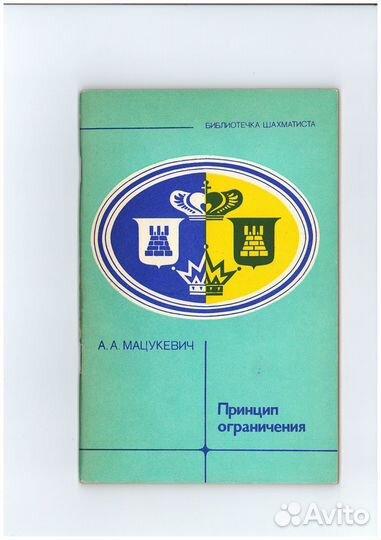 БИБЛИОТЕЧКА ШАХМАТИСТА
А. А. МАЦУКЕВИЧ
Принцип
ограничения
Avito